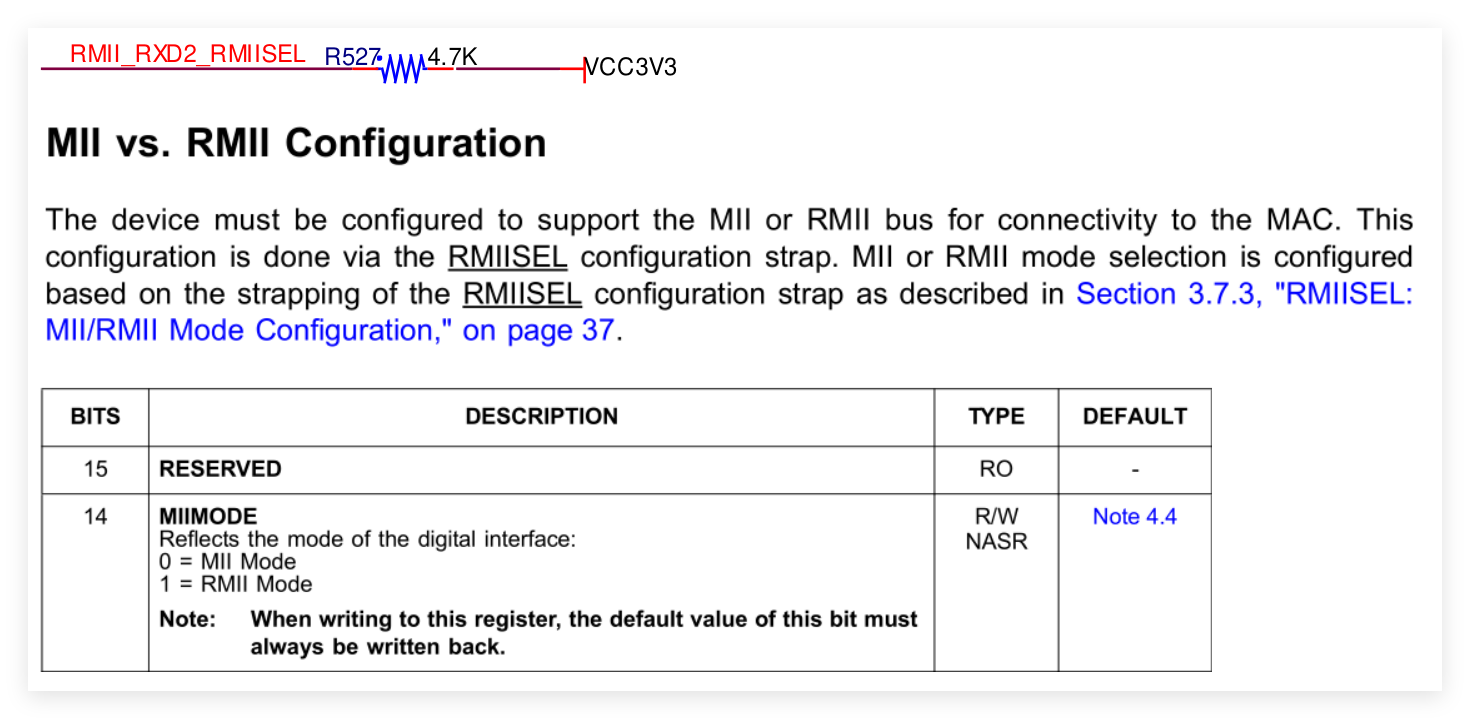 RMII_RXD2_RMIISEL R527 4.7K VCC3V3
MII vs. RMII Configuration
The device must be configured to support the MII or RMII bus for connectivity to the MAC. This
configuration is done via the RMIISEL configuration strap. MII or RMII mode selection is configured
based on the strapping of the RMIISEL configuration strap as described in Section 3.7.3, "RMIISEL:
MII/RMII Mode Configuration," on page 37.
BITS DESCRIPTION TYPE DEFAULT
15 RESERVED RO -
14 MIIMODE R/W Note 4.4
Reflects the mode of the digital interface: NASR
0 = MII Mode
1 = RMII Mode
Note: When writing to this register, the default value of this bit must
always be written back.